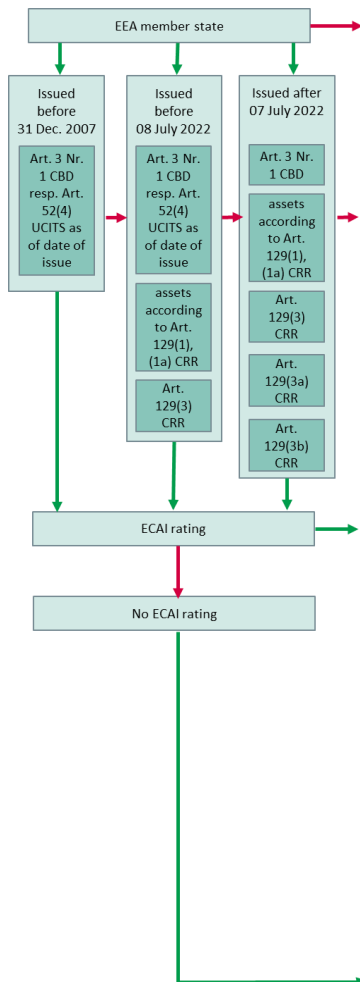 EEA member state
Issued
before
31 Dec. 2007
Art. 3 Nr.
1 CBD
resp. Art.
52(4)
UCITS as
of date of
issue
Issued
before
08 July 2022
Art. 3 Nr.
1 CBD
resp. Art.
52(4)
UCITS as
of date of
issue
assets
according
to Art.
129(1),
(1a) CRR
Art.
129(3)
CRR
Issued after
07 July 2022
Art. 3 Nr.
1 CBD
assets
according
to Art.
129(1),
(1a) CRR
Art.
129(3)
CRR
Art.
129(3a)
CRR
Art.
129(3b)
CRR
ECAI rating
No ECAI rating